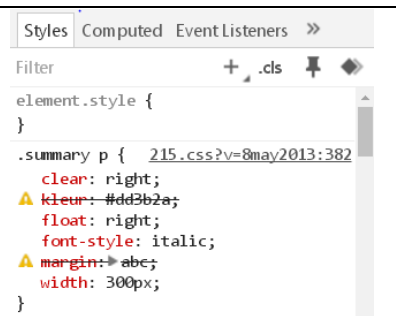 Styles Computed Event Listeners »
Filter + .cls
element.style {
}
.summary p { 215.css?v=8may2013:382
clear: right;
kleur: #dd3b2a;
float: right;
font-style: italic;
margin: abc;
width: 300px;
}